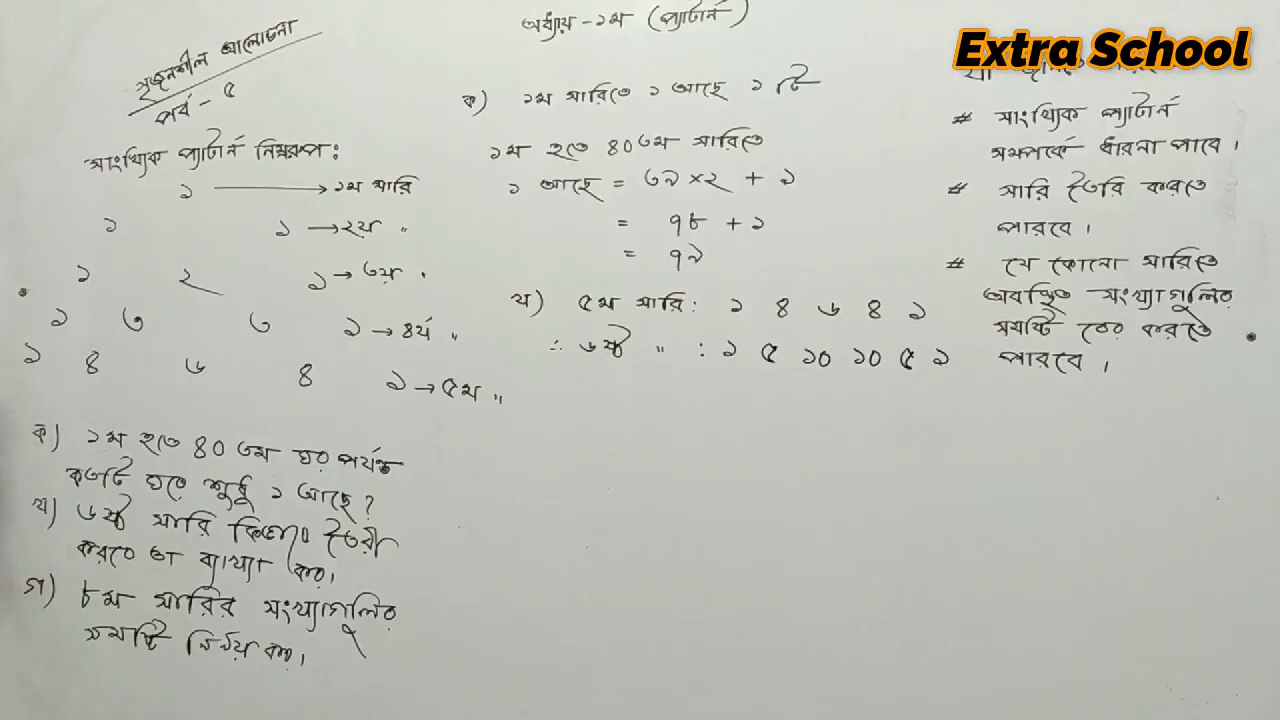 সৃজনশীল আলোচনা
পর্ব - ৫
সাংখ্যিক প্যাটার্ন নিম্নরূপ:
১ → ১ম সারি
১ ১ → ২য় "
১ ২ ১ → ৩য় "
১ ৩ ৩ ১ → ৪র্থ "
১ ৪ ৬ ৪ ১ → ৫ম "
ক) ১ম হতে ৪০ তম ঘর পর্যন্ত
কতটি ঘরে শুধু ১ আছে?
খ) ৬ষ্ঠ সারি কিভাবে তৈরী
করবে তা ব্যাখ্যা কর।
গ) ৮ম সারির সংখ্যাগুলির
সমষ্টি নির্ণয় কর।
অধ্যায় - ১ম (প্যাটার্ন)
ক) ১ম সারিতে ১ আছে ১ টি
১ম হতে ৪০তম সারিতে
১ আছে = ৩৯×২ + ১
= ৭৮ + ১
= ৭৯
খ) ৫ম সারি: ১ ৪ ৬ ৪ ১
∴ ৬ষ্ঠ " : ১ ৫ ১০ ১০ ৫ ১
Extra School
যা
# সাংখ্যিক প্যাটার্ন
সম্পর্কে ধারনা পাবে।
# সারি তৈরি করতে
পারবে।
# যে কোনো সারিতে
অবস্থিত সংখ্যাগুলির
সমষ্টি বের করতে
পারবে।